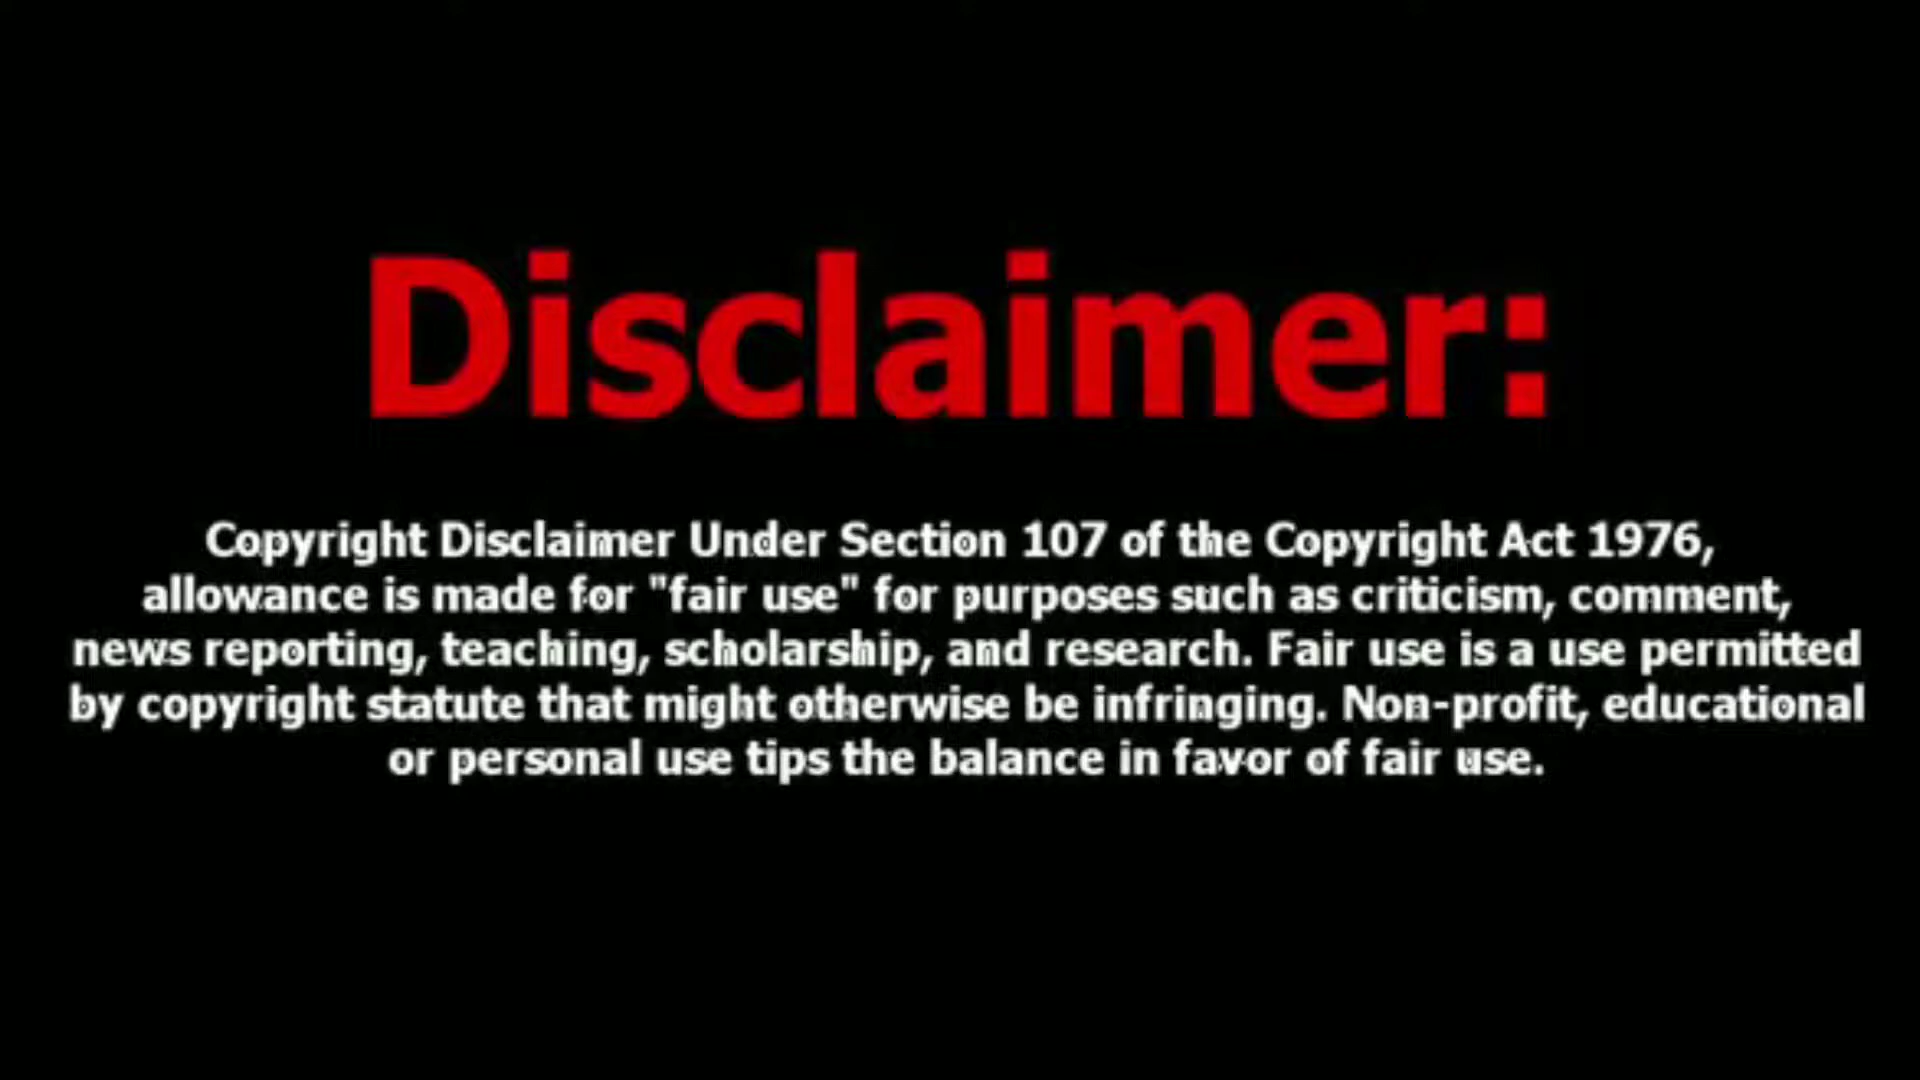 Disclaimer:
Copyright Disclaimer Under Section 107 of the Copyright Act 1976,
allowance is made for "fair use" for purposes such as criticism, comment,
news reporting, teaching, scholarship, and research. Fair use is a use permitted
by copyright statute that might otherwise be infringing. Non-profit, educational
or personal use tips the balance in favor of fair use.